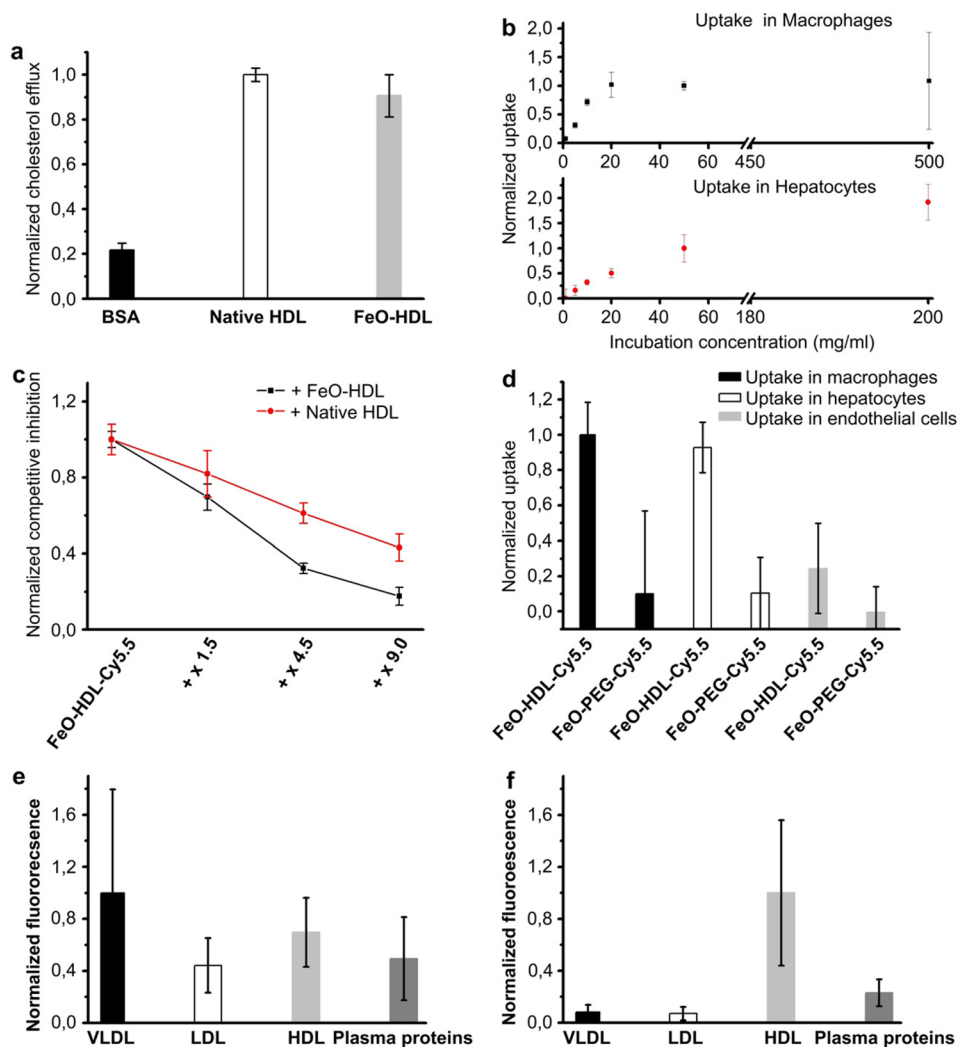 a
Normalized cholesterol efflux
1,0
0,8
0,6
0,4
0,2
0,0
BSA Native HDL FeO-HDL
b
Uptake in Macrophages
Normalized uptake
2,0
1,5
1,0
0,5
0,0
0 20 40 60 450 500
Uptake in Hepatocytes
2,0
1,5
1,0
0,5
0,0
0 20 40 60 180 200
Incubation concentration (mg/ml)
c
+ FeO-HDL
+ Native HDL
Normalized competitive inhibition
1,2
0,8
0,4
0,0
FeO-HDL-Cy5.5
+ x 1.5
+ x 4.5
+ x 9.0
d
Uptake in macrophages
Uptake in hepatocytes
Uptake in endothelial cells
Normalized uptake
1,2
1,0
0,8
0,6
0,4
0,2
0,0
FeO-HDL-Cy5.5
FeO-PEG-Cy5.5
FeO-HDL-Cy5.5
FeO-PEG-Cy5.5
FeO-HDL-Cy5.5
FeO-PEG-Cy5.5
e
Normalized fluororecsence
1,6
1,2
0,8
0,4
0,0
VLDL LDL HDL Plasma proteins
f
Normalized fluoroescence
1,6
1,2
0,8
0,4
0,0
VLDL LDL HDL Plasma proteins